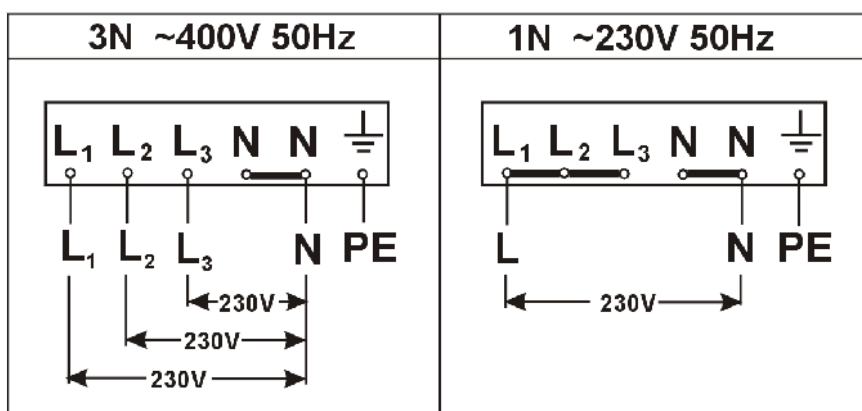 3N ~400V 50Hz
L₁ L₂ L₃ N N
L₁ L₂ L₃ N PE
230V
230V
230V
1N ~230V 50Hz
L₁ L₂ L₃ N N
L N PE
230V